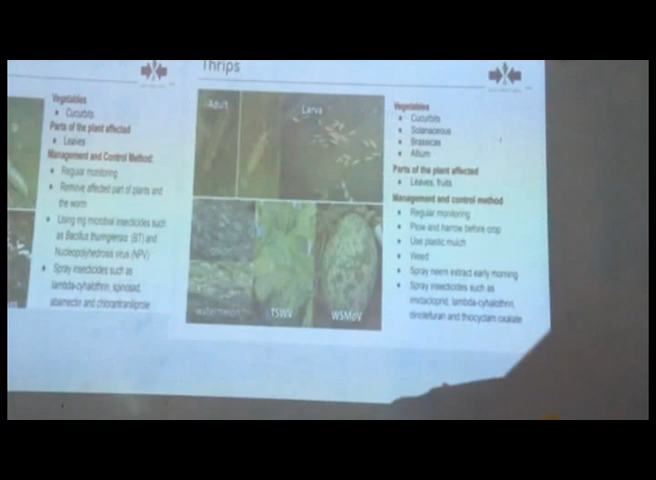 Vegetables
Cucurbits
Parts of the plant affected
Leaves
Management and Control Method:
Regular monitoring
Remove affected part of plants and
the worm
Using ing microbial insecticides such
as Bacillus thuringiensis (BT) and
Nucleopolyhedrosis virus (NPV)
Spray insecticides such as
lambda-cyhalothrin, spinosad,
abamectin and chlorantraniliprole
Thrips
Adult
Larva
watermelon
TSWV
WSMoV
Vegetables
Cucurbits
Solanaceous
Brassicas
Allium
Parts of the plant affected
Leaves, fruits
Management and control method
Regular monitoring
Plow and harrow before crop
Use plastic mulch
Weed
Spray neem extract early morning
Spray insecticides such as
imidacloprid, lambda-cyhalothrin,
dinotefuran and thiocyclam oxalate